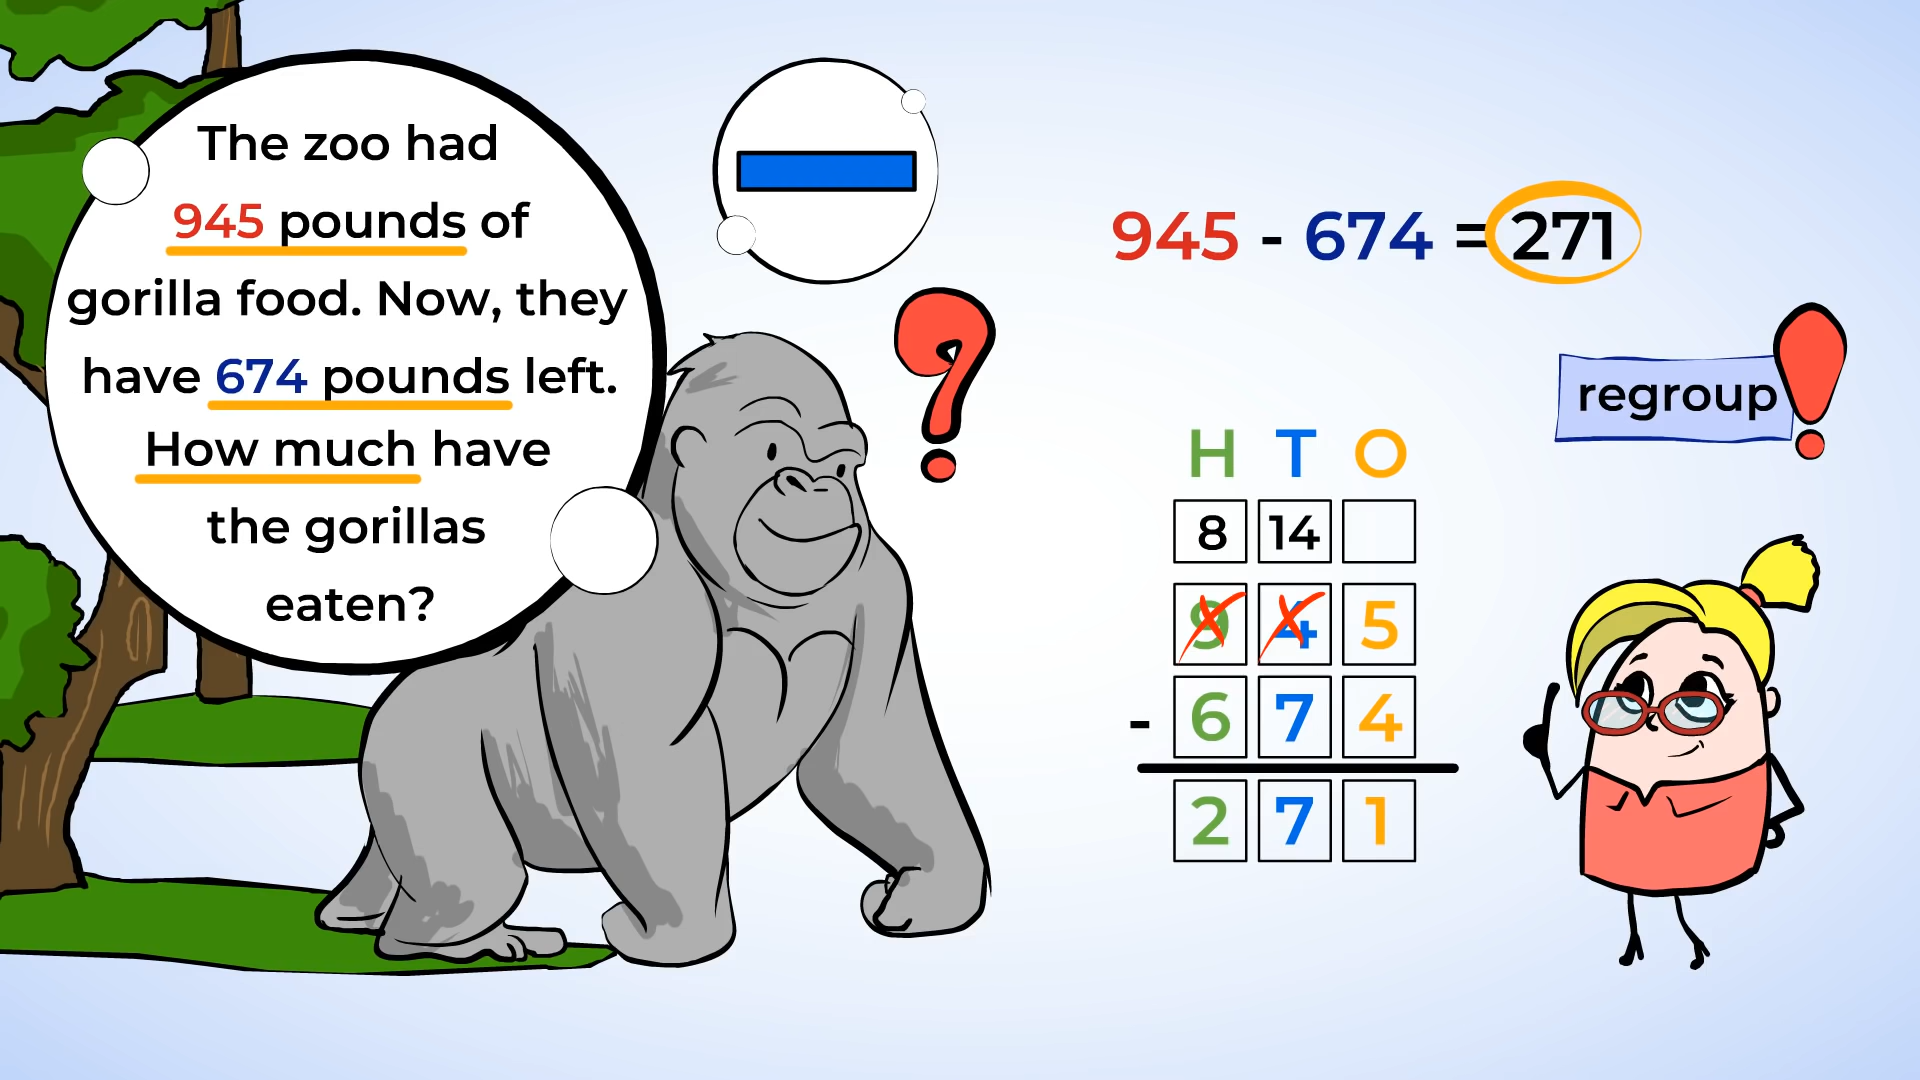 The zoo had
945 pounds of
gorilla food. Now, they
have 674 pounds left.
How much have
the gorillas
eaten?
?
945 - 674 = 271
regroup!
H T O
8 14
9 4 5
- 6 7 4
2 7 1